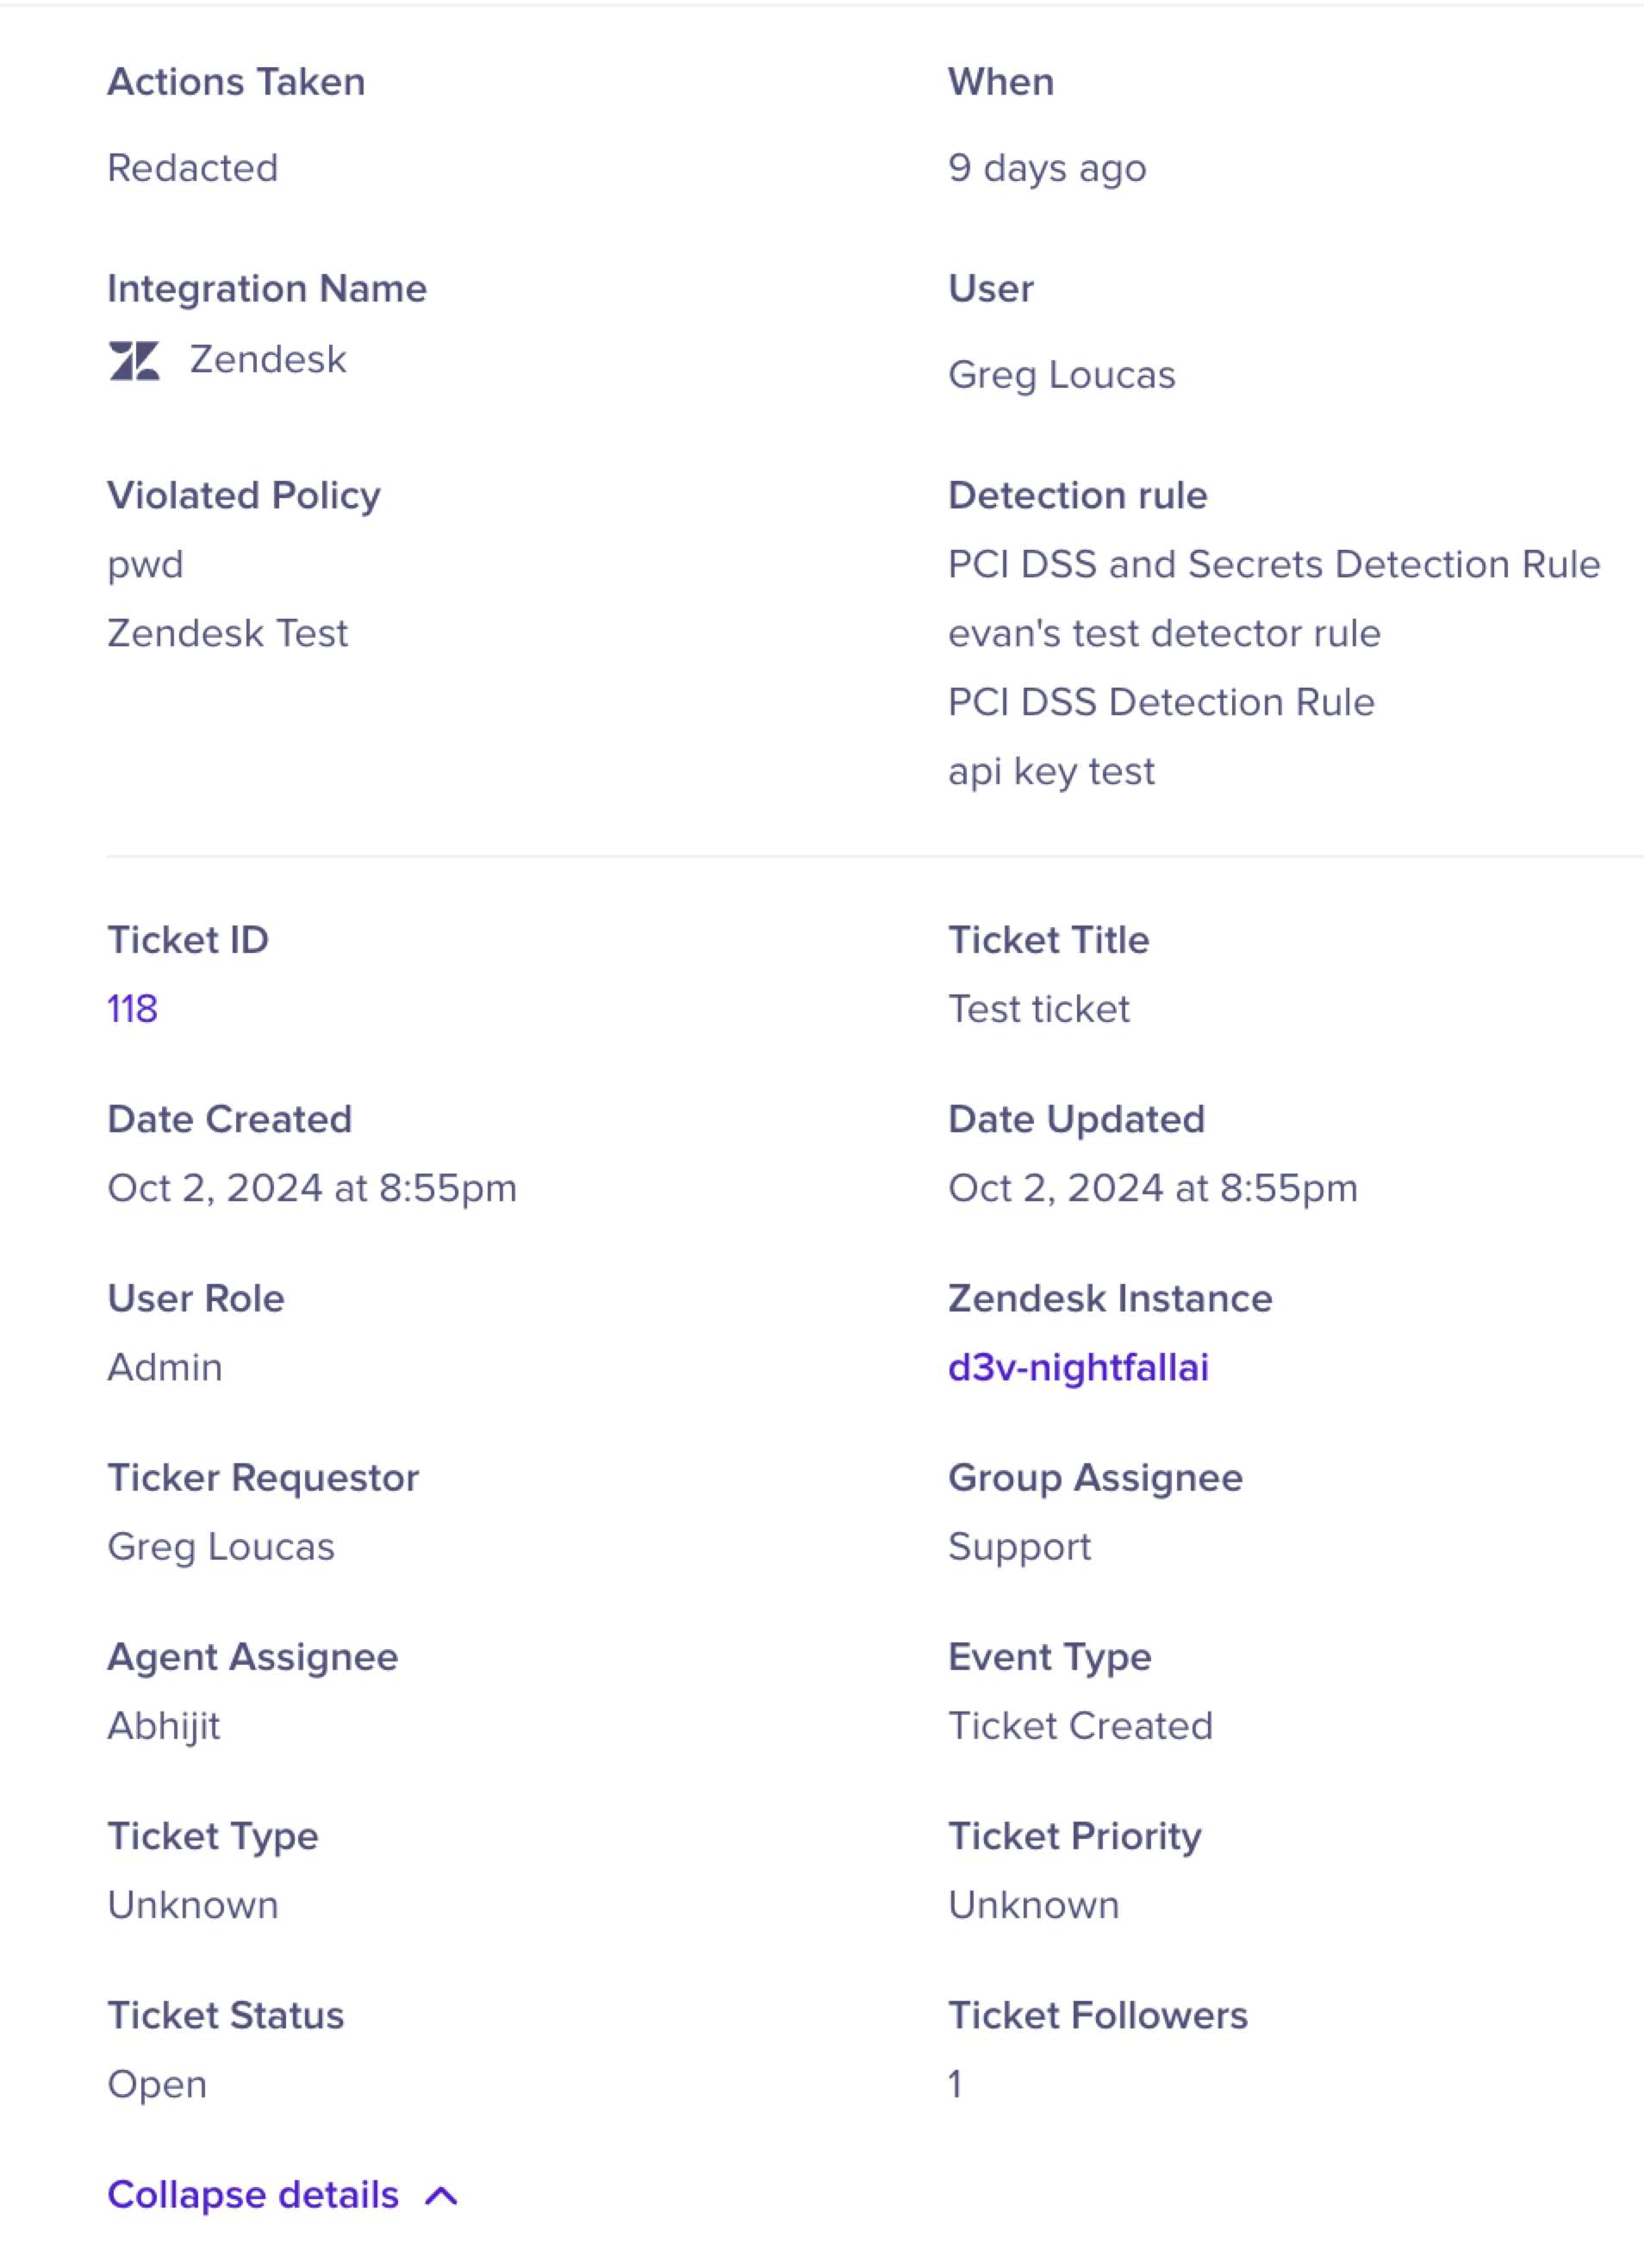 Actions Taken
When
Redacted
9 days ago
Integration Name
User
Zendesk
Greg Loucas
Violated Policy
Detection rule
pwd
PCI DSS and Secrets Detection Rule
Zendesk Test
evan's test detector rule
PCI DSS Detection Rule
api key test
Ticket ID
Ticket Title
118
Test ticket
Date Created
Date Updated
Oct 2, 2024 at 8:55pm
Oct 2, 2024 at 8:55pm
User Role
Zendesk Instance
Admin
d3v-nightfallai
Ticker Requestor
Group Assignee
Greg Loucas
Support
Agent Assignee
Event Type
Abhijit
Ticket Created
Ticket Type
Ticket Priority
Unknown
Unknown
Ticket Status
Ticket Followers
Open
1
Collapse details